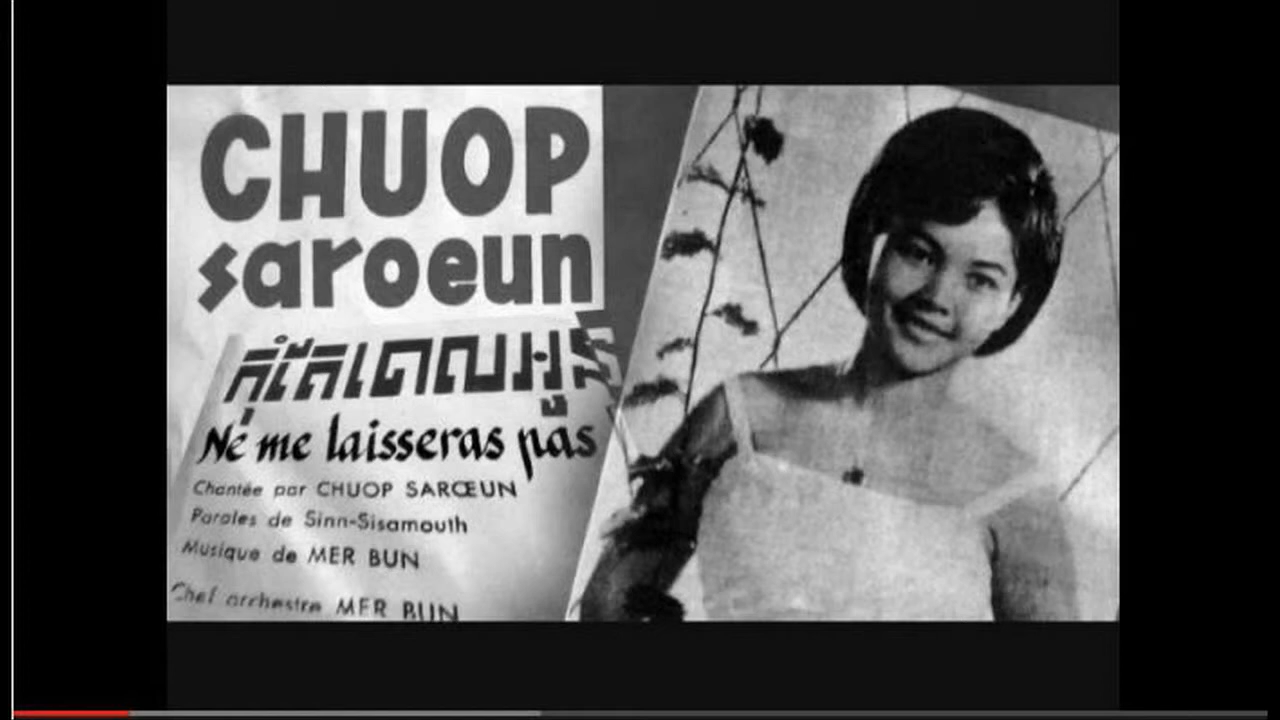 CHUOP
saroeun
Ne me laisseras pas
Chantée par CHUOP SARŒUN
Paroles de Sinn-Sisamouth
Musique de MER BUN
Chef orchestre MER BUN